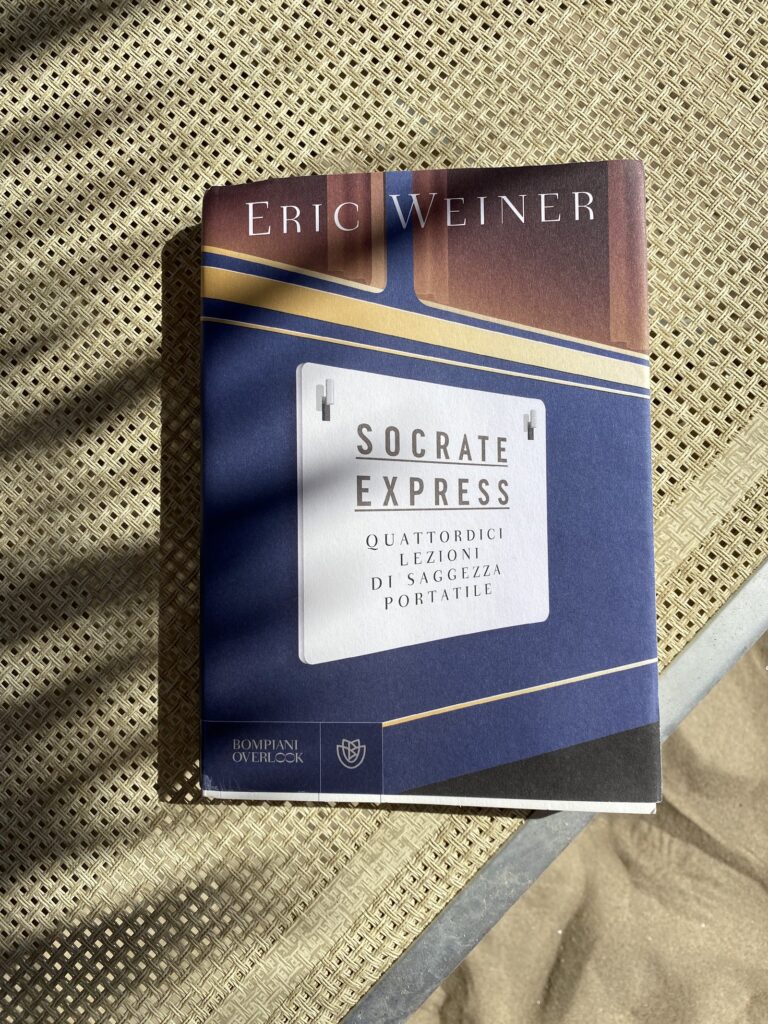 ERIC WEINER
SOCRATE
EXPRESS
QUATTORDICI
LEZIONI
DI SAGGEZZA
PORTATILE
BOMPIANI
OVERLOOK